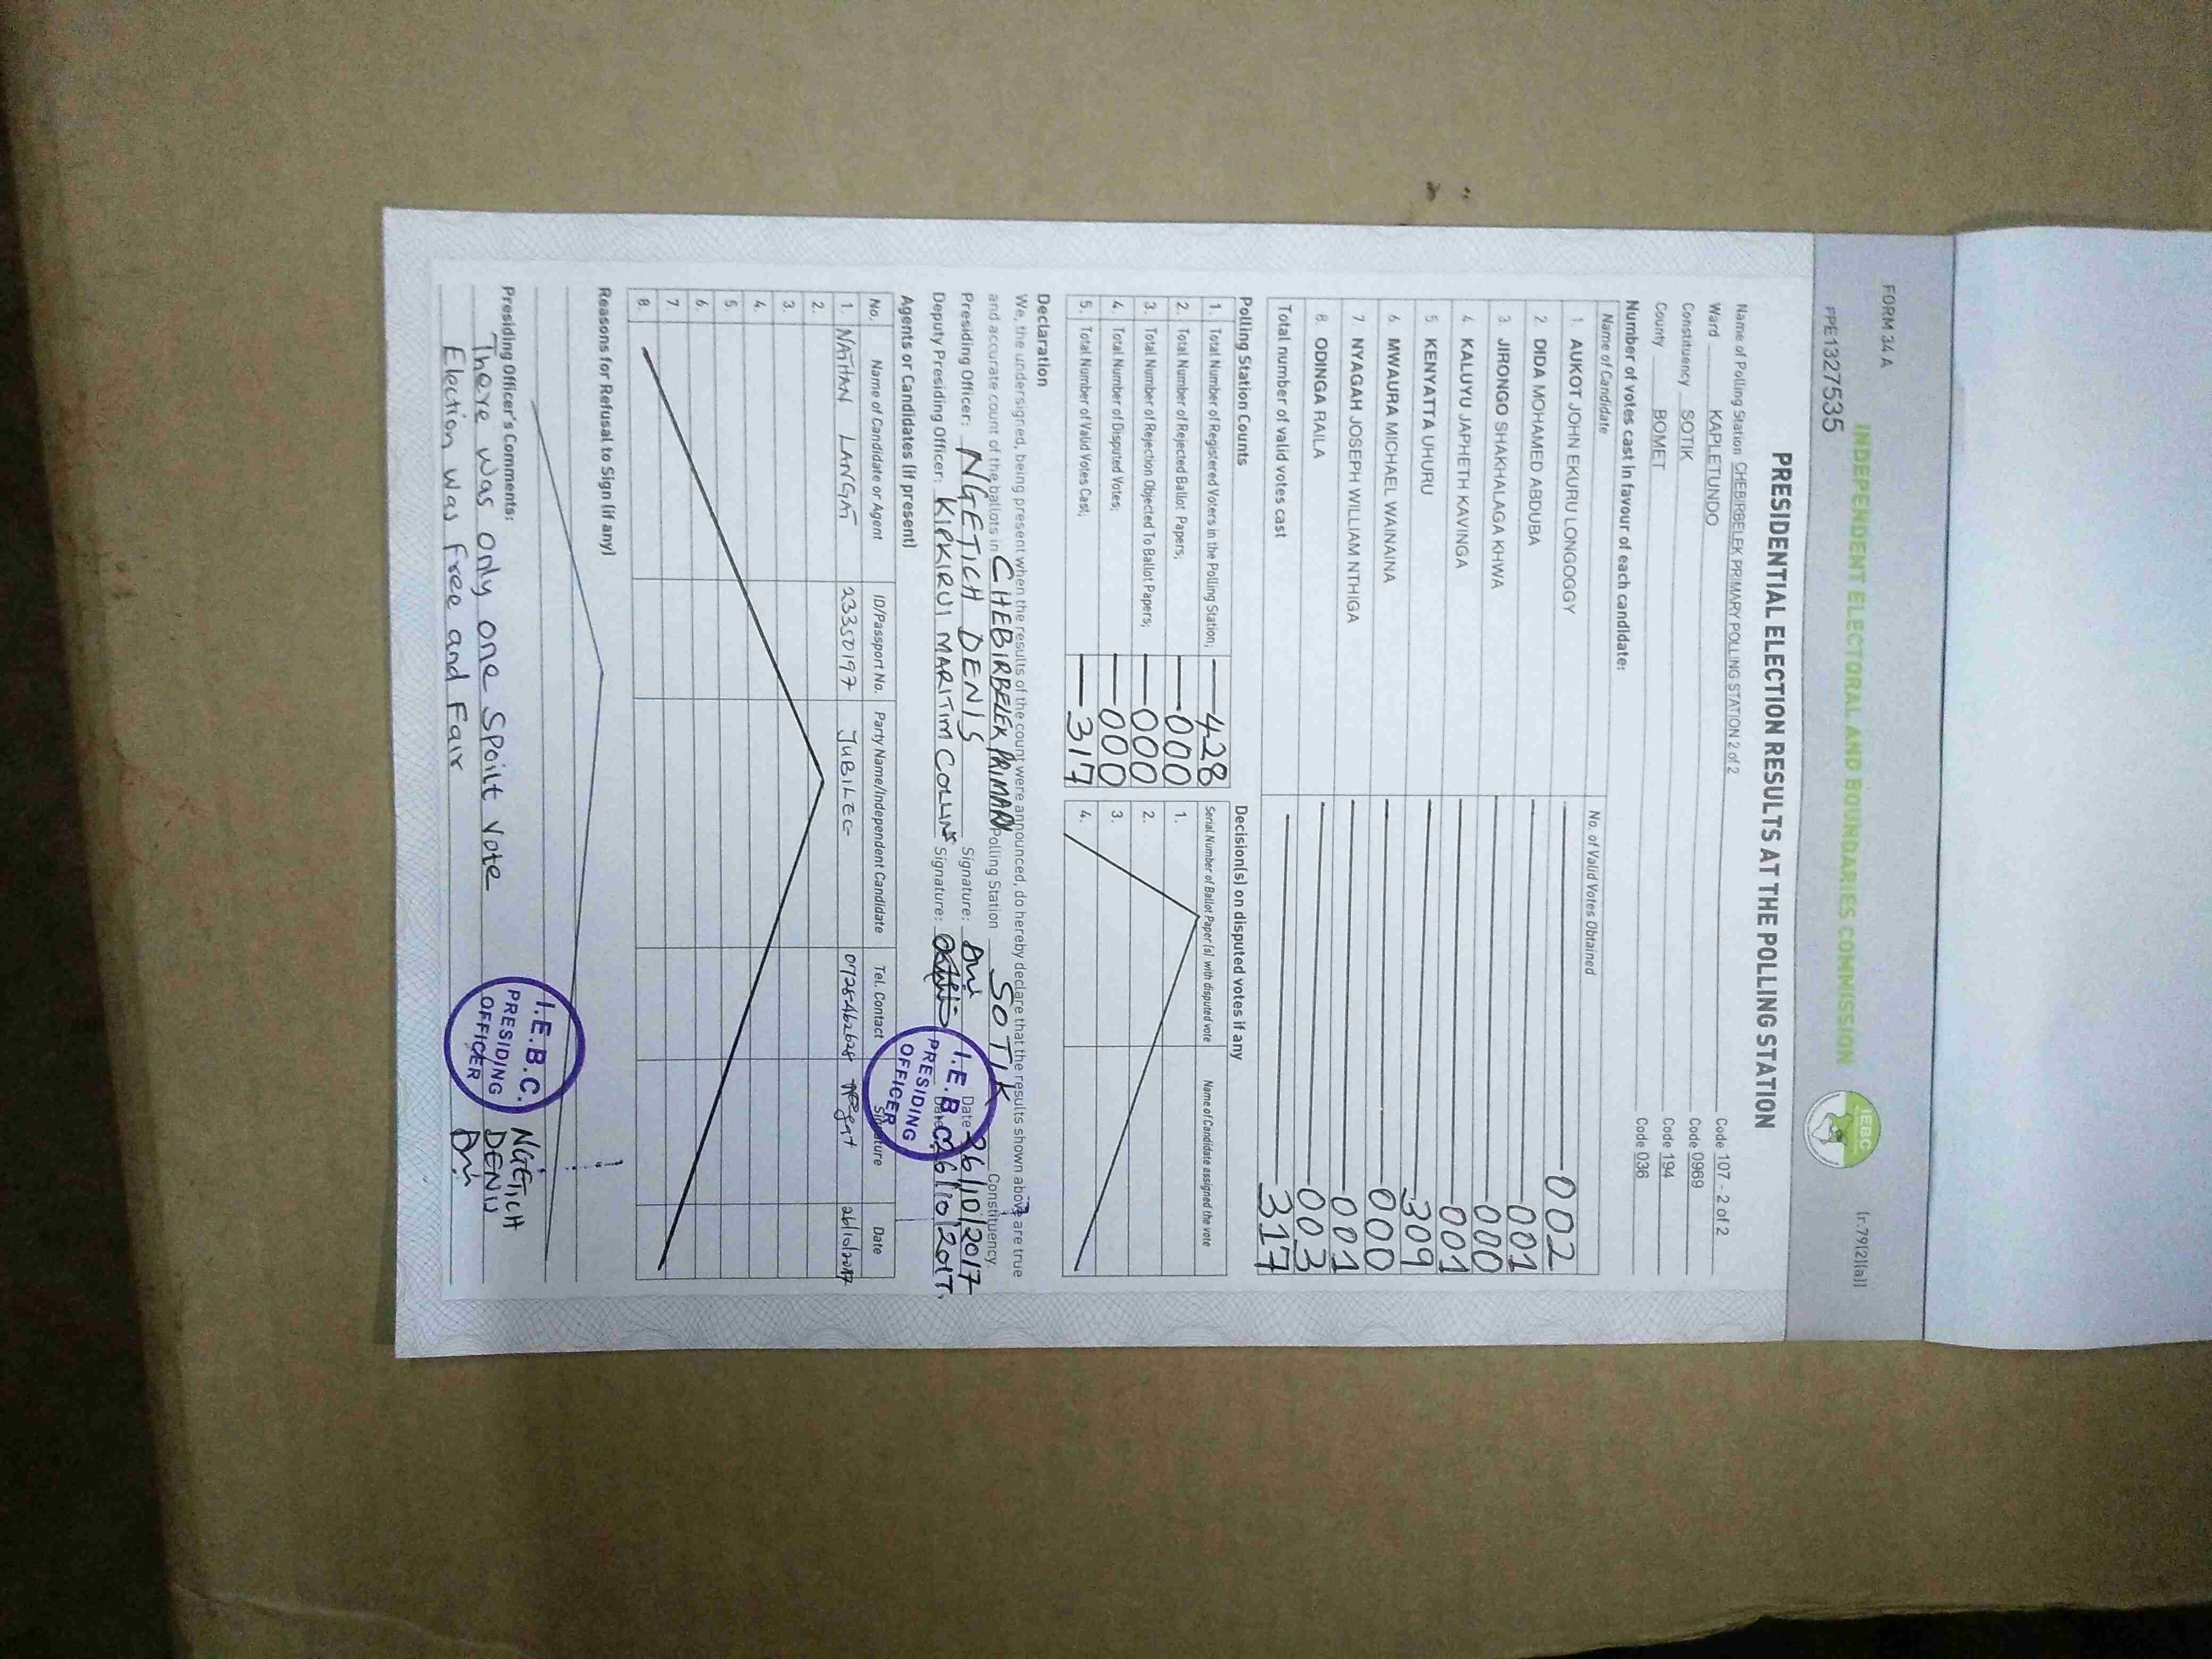 FORM 34A
(r.79(2)(a))
INDEPENDENT ELECTORAL AND BOUNDARIES COMMISSION
IEBC
PPE1327535
PRESIDENTIAL ELECTION RESULTS AT THE POLLING STATION
Name of Polling Station CHEBIRBELEK PRIMARY POLLING STATION 2 of 2 Code 107 - 2 of 2
Ward KAPLETUNDO Code 0969
Constituency SOTIK Code 194
County BOMET Code 036
Number of votes cast in favour of each candidate:
Name of Candidate No. of Valid Votes Obtained
1. AUKOT JOHN EKURU LONGOGGY 002
2. DIDA MOHAMED ABDUBA 001
3. JIRONGO SHAKHALAGA KHWA 000
4. KALUYU JAPHETH KAVINGA 001
5. KENYATTA UHURU 309
6. MWAURA MICHAEL WAINAINA 000
7. NYAGAH JOSEPH WILLIAM NTHIGA 001
8. ODINGA RAILA 003
Total number of valid votes cast 317
Polling Station Counts Decision(s) on disputed votes if any
Serial Number of Ballot Paper(s) with disputed vote Name of Candidate assigned the vote
1. Total Number of Registered Voters in the Polling Station; 428
2. Total Number of Rejected Ballot Papers; 000 1.
3. Total Number of Rejection Objected To Ballot Papers; 000 2.
4. Total Number of Disputed Votes; 000 3.
5. Total Number of Valid Votes Cast; 317 4.
Declaration
We, the undersigned, being present when the results of the count were announced, do hereby declare that the results shown above are true
and accurate count of the ballots in CHEBIRBELEK PRIMARY Polling Station SOTIK Constituency.
Presiding Officer: NGETICH DENIS Signature: Date 26/10/2017
Deputy Presiding Officer: KIPKIRUI MARITIM COLLINS Signature: Date 26/10/2017.
I.E.B.C.
PRESIDING
OFFICER
Agents or Candidates (if present)
No. Name of Candidate or Agent ID/Passport No. Party Name/Independent Candidate Tel. Contact Signature Date
1. NATHAN LANGAT 23350197 JUBILEE 0728462628 26/10/2017
2.
3.
4.
5.
6.
7.
8.
Reasons for Refusal to Sign (if any)
Presiding Officer's Comments:
There was only one Spoilt Vote
Election was free and Fair
I.E.B.C.
PRESIDING
OFFICER
NGETICH
DENIS